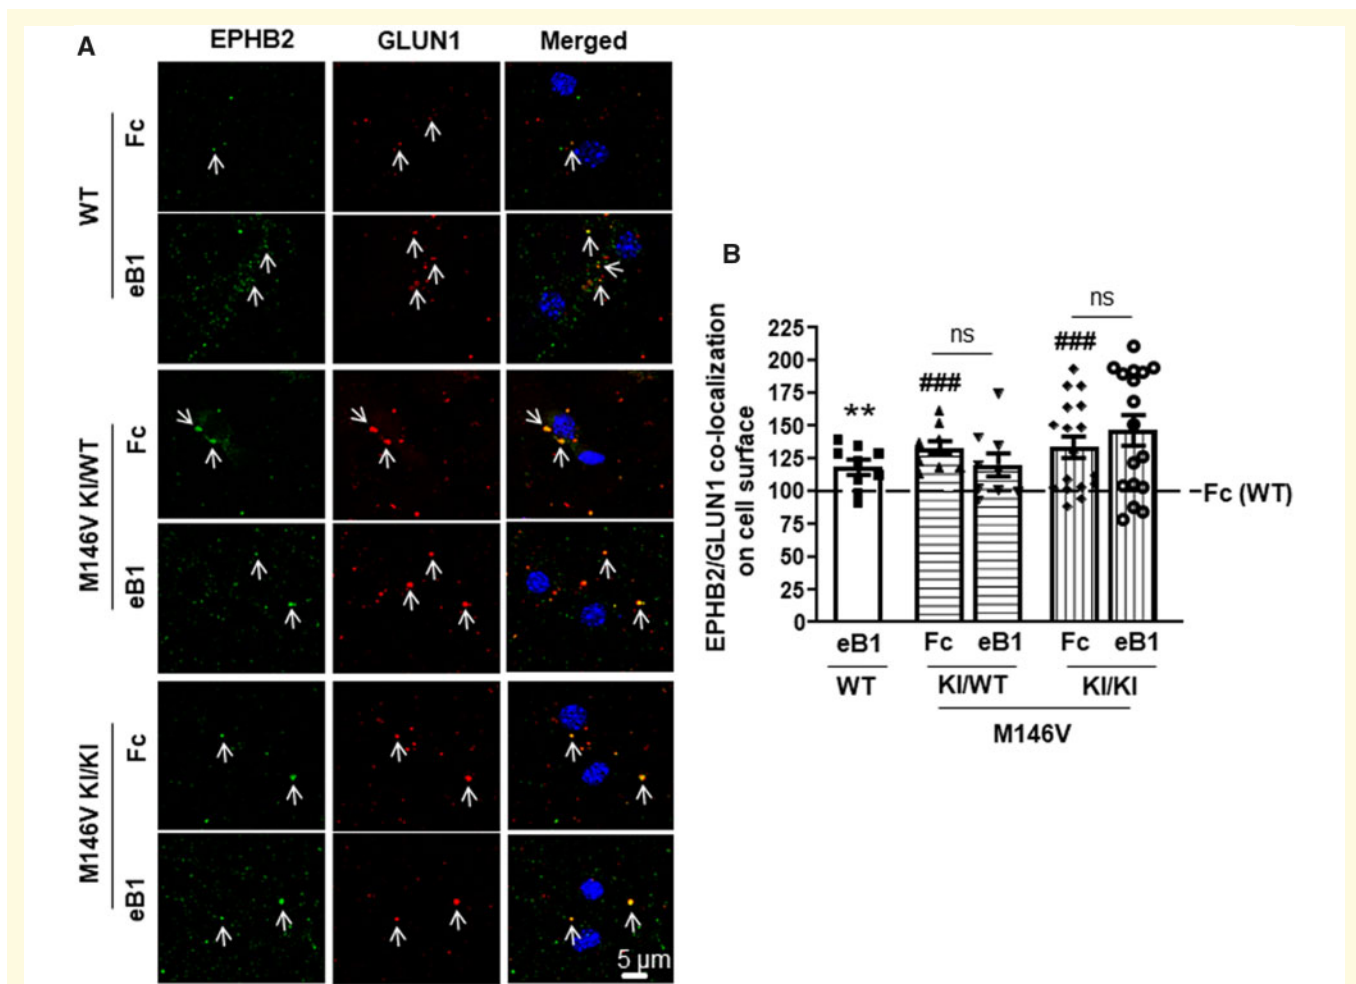 A
EPHB2 GLUN1 Merged
WT
Fc
eB1
M146V KI/WT
Fc
eB1
M146V KI/KI
Fc
eB1
5 µm
B
EPHB2/GLUN1 co-localization
on cell surface
225
200
175
150
125
100
75
50
25
0
**
###
ns
###
ns
Fc (WT)
eB1 Fc eB1 Fc eB1
WT KI/WT KI/KI
M146V